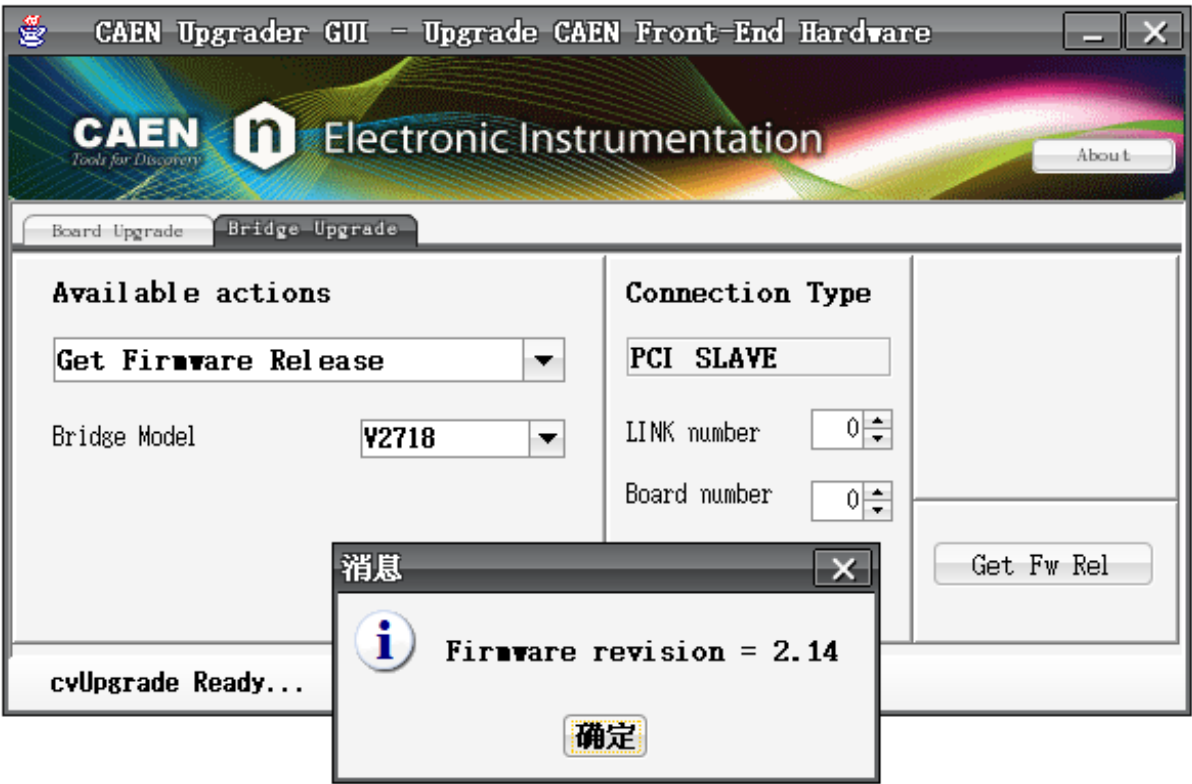 CAEN Upgrader GUI - Upgrade CAEN Front-End Hardware
CAEN
Tools for Discovery
n
Electronic Instrumentation
About
Board Upgrade
Bridge Upgrade
Available actions
Get Firmware Release
Bridge Model
V2718
Connection Type
PCI SLAVE
LINK number
0
Board number
0
Get Fw Rel
消息
Firmware revision = 2.14
确定
cvUpgrade Ready...